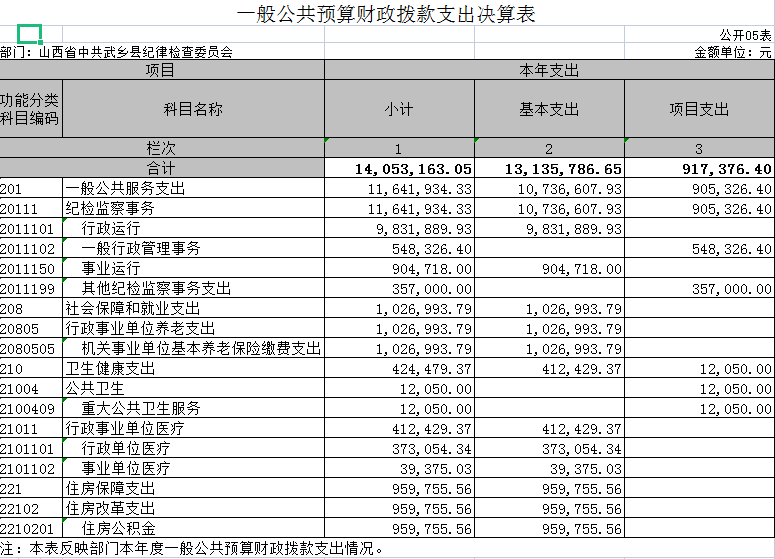 一般公共预算财政拨款支出决算表
公开05表
部门：山西省中共武乡县纪律检查委员会 金额单位：元
项目 本年支出
功能分类科目编码 科目名称 小计 基本支出 项目支出
栏次 1 2 3
合计 14,053,163.05 13,135,786.65 917,376.40
201 一般公共服务支出 11,641,934.33 10,736,607.93 905,326.40
20111 纪检监察事务 11,641,934.33 10,736,607.93 905,326.40
2011101 行政运行 9,831,889.93 9,831,889.93
2011102 一般行政管理事务 548,326.40 548,326.40
2011150 事业运行 904,718.00 904,718.00
2011199 其他纪检监察事务支出 357,000.00 357,000.00
208 社会保障和就业支出 1,026,993.79 1,026,993.79
20805 行政事业单位养老支出 1,026,993.79 1,026,993.79
2080505 机关事业单位基本养老保险缴费支出 1,026,993.79 1,026,993.79
210 卫生健康支出 424,479.37 412,429.37 12,050.00
21004 公共卫生 12,050.00 12,050.00
2100409 重大公共卫生服务 12,050.00 12,050.00
21011 行政事业单位医疗 412,429.37 412,429.37
2101101 行政单位医疗 373,054.34 373,054.34
2101102 事业单位医疗 39,375.03 39,375.03
221 住房保障支出 959,755.56 959,755.56
22102 住房改革支出 959,755.56 959,755.56
2210201 住房公积金 959,755.56 959,755.56
注：本表反映部门本年度一般公共预算财政拨款支出情况。